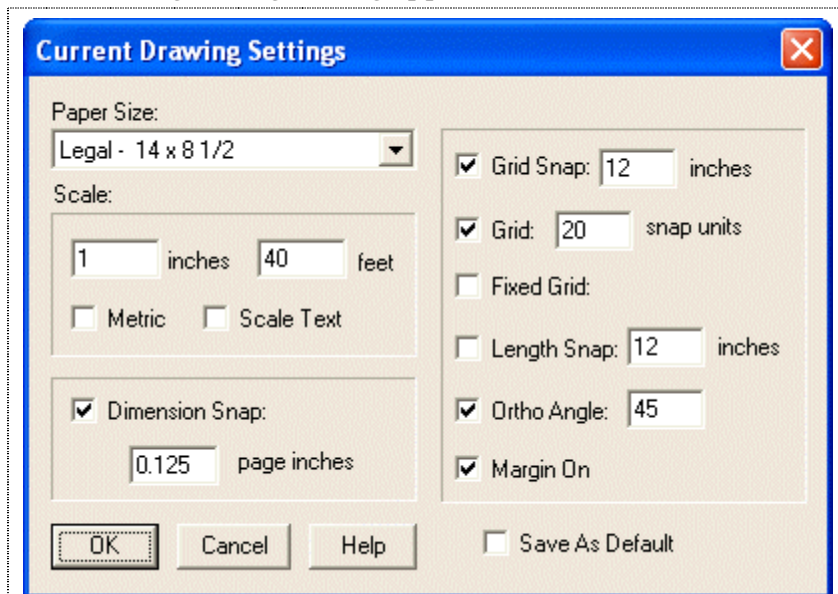 Current Drawing Settings
Paper Size:
Legal - 14 x 8 1/2
Scale:
1 inches 40 feet
Metric Scale Text
Dimension Snap:
0.125 page inches
Grid Snap: 12 inches
Grid: 20 snap units
Fixed Grid:
Length Snap: 12 inches
Ortho Angle: 45
Margin On
OK Cancel Help Save As Default